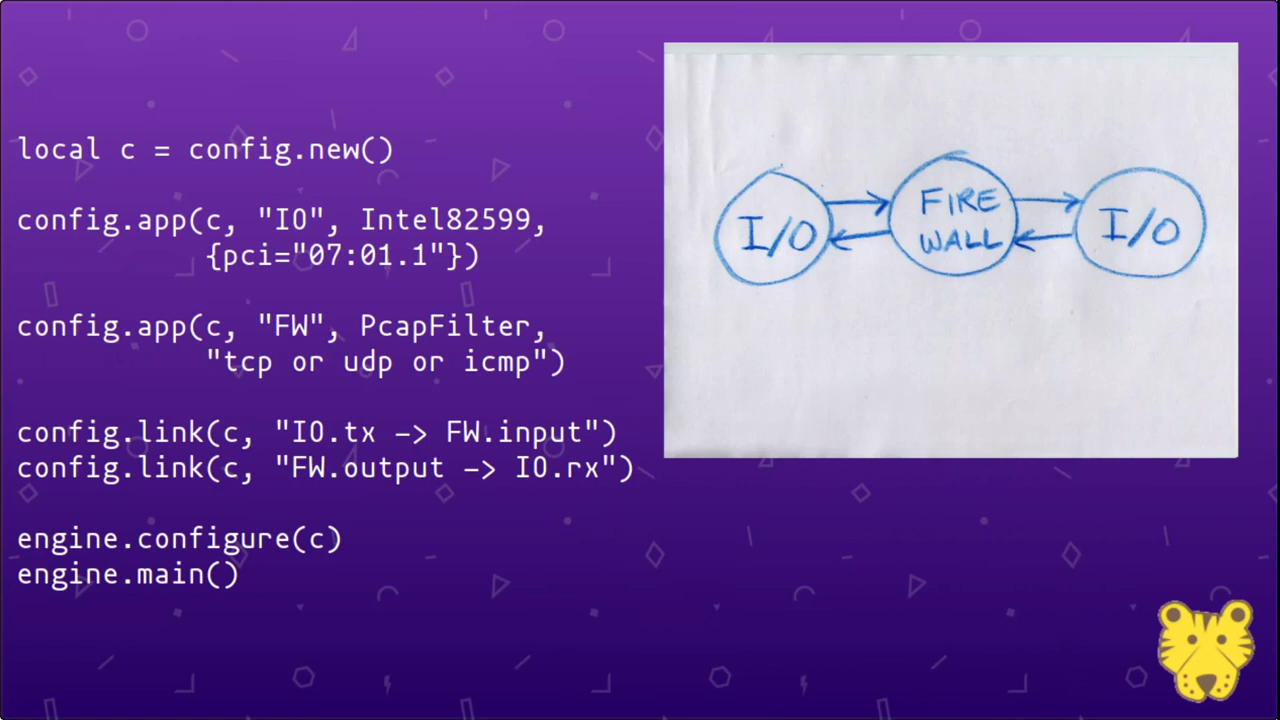 local c = config.new()
config.app(c, "IO", Intel82599,
{pci="07:01.1"})
config.app(c, "FW", PcapFilter,
"tcp or udp or icmp")
config.link(c, "IO.tx –> FW.input")
config.link(c, "FW.output –> IO.rx")
engine.configure(c)
engine.main()
I/O
FIRE
WALL
I/O